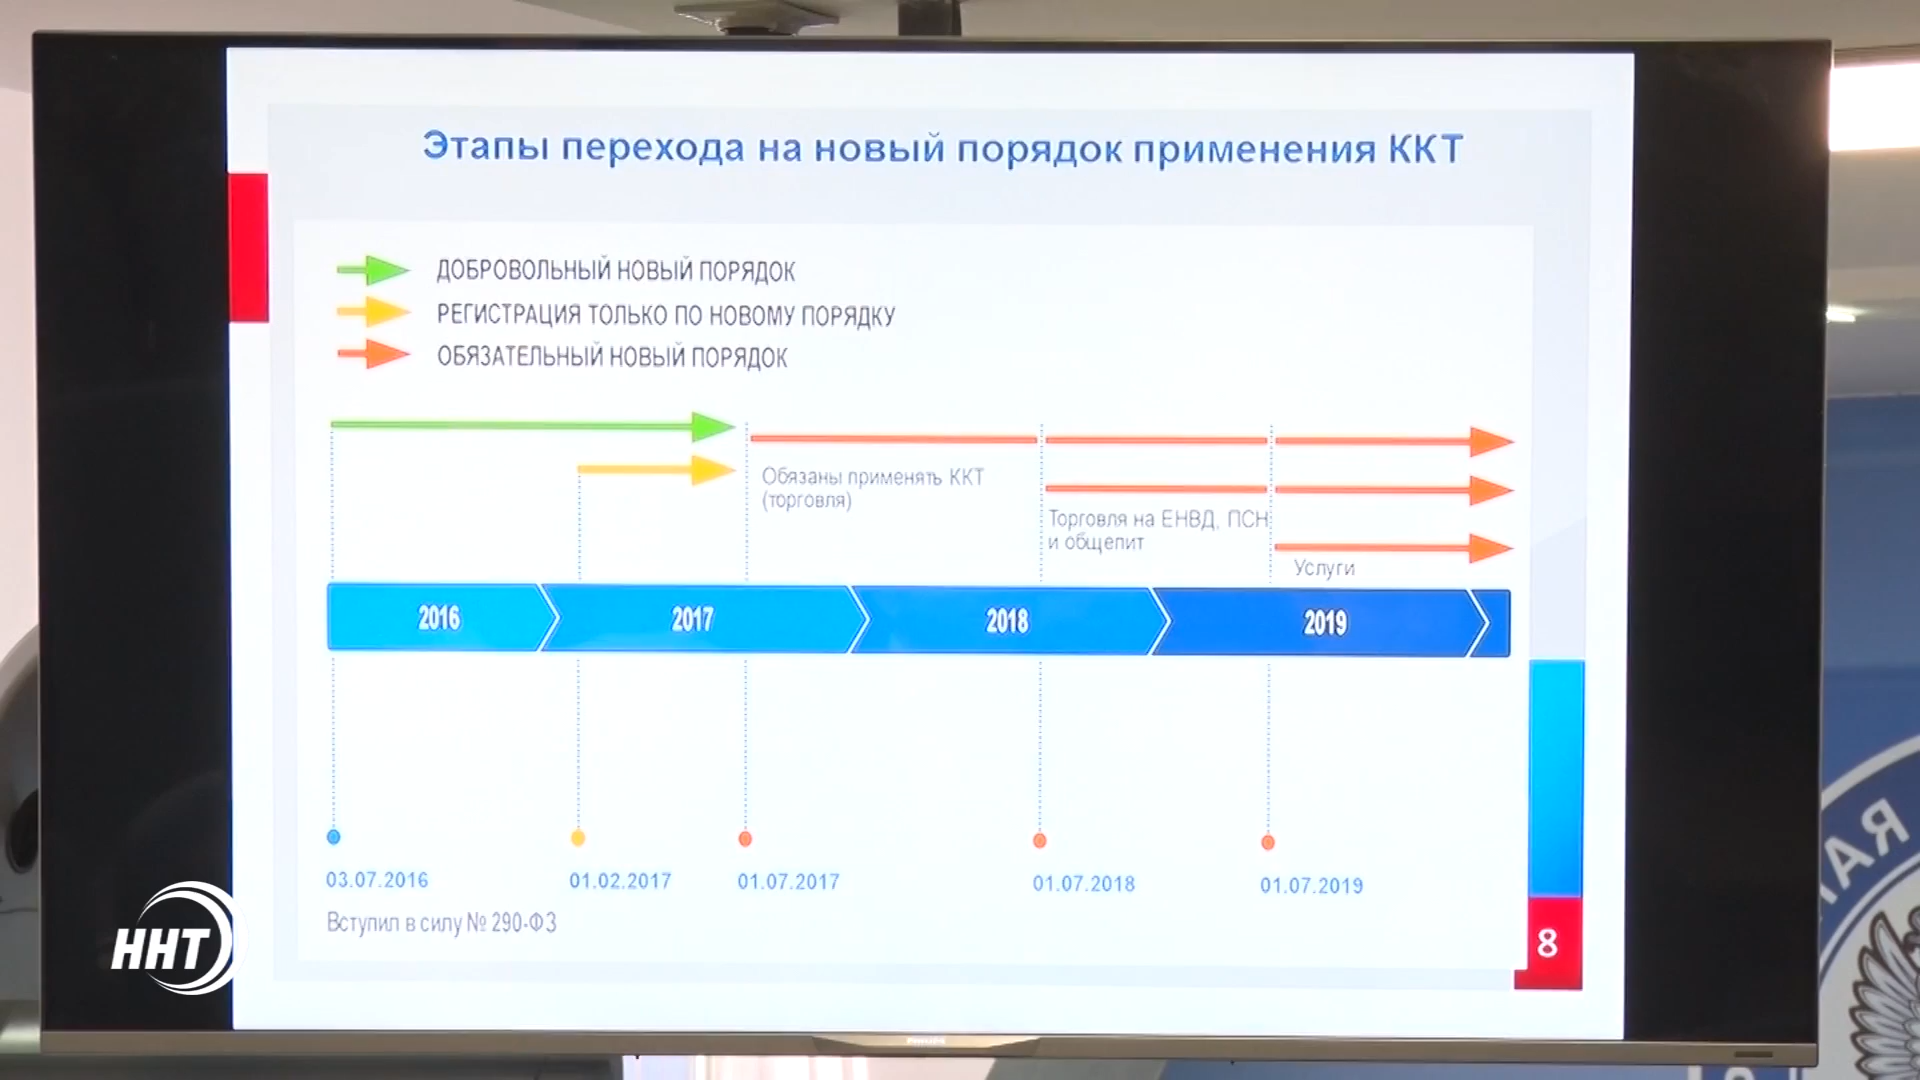 Этапы перехода на новый порядок применения ККТ
ДОБРОВОЛЬНЫЙ НОВЫЙ ПОРЯДОК
РЕГИСТРАЦИЯ ТОЛЬКО ПО НОВОМУ ПОРЯДКУ
ОБЯЗАТЕЛЬНЫЙ НОВЫЙ ПОРЯДОК
Обязаны применять ККТ
(торговля)
Торговля на ЕНВД, ПСН
и общепит
Услуги
2016
2017
2018
2019
03.07.2016
01.02.2017
01.07.2017
01.07.2018
01.07.2019
Вступил в силу № 290-ФЗ
8
ННТ
PHILIPS